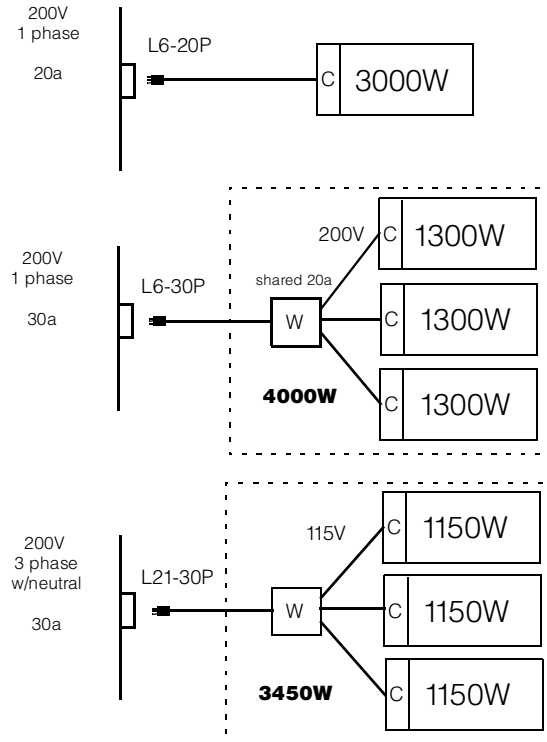 200V
1 phase
20a
L6-20P
C
3000W
200V
1 phase
30a
L6-30P
shared 20a
W
4000W
200V
C
1300W
C
1300W
C
1300W
200V
3 phase
w/neutral
30a
L21-30P
W
3450W
115V
C
1150W
C
1150W
C
1150W